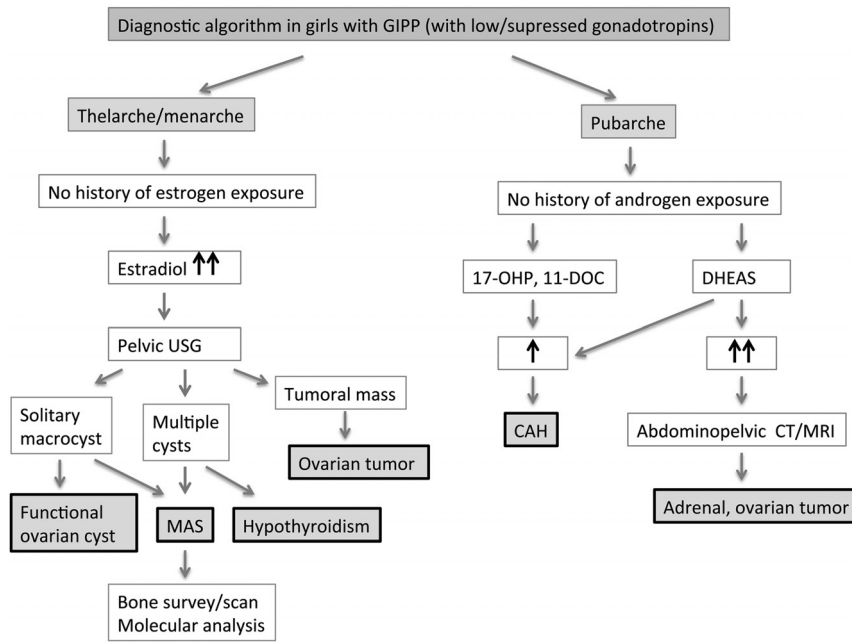 Diagnostic algorithm in girls with GIPP (with low/supressed gonadotropins)
Thelarche/menarche
No history of estrogen exposure
Estradiol ↑↑
Pelvic USG
Solitary
macrocyst
Multiple
cysts
Tumoral mass
Ovarian tumor
Functional
ovarian cyst
MAS
Hypothyroidism
Bone survey/scan
Molecular analysis
Pubarche
No history of androgen exposure
17-OHP, 11-DOC
DHEAS
↑
↑↑
CAH
Abdominopelvic CT/MRI
Adrenal, ovarian tumor